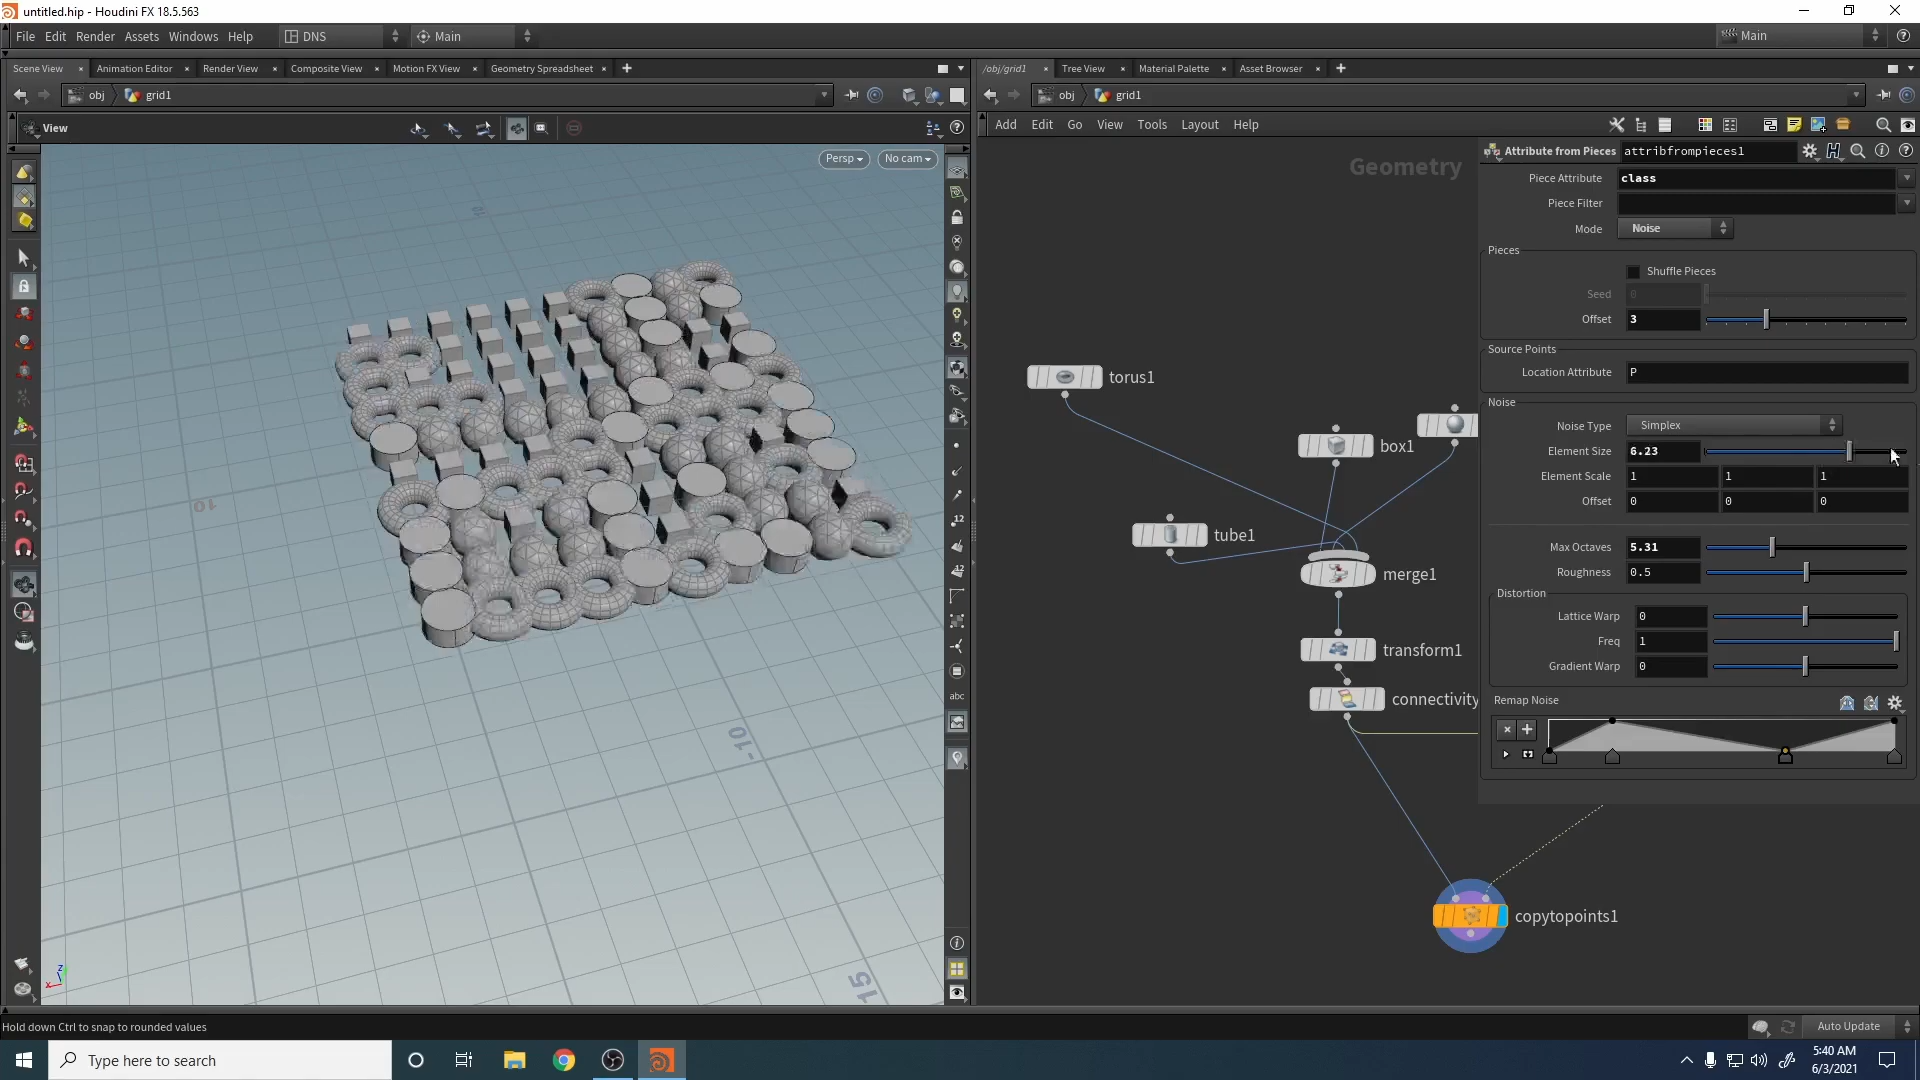 untitled.hip - Houdini FX 18.5.563
File Edit Render Assets Windows Help DNS Main Main
Scene View Animation Editor Render View Composite View Motion FX View Geometry Spreadsheet
/obj/grid1 Tree View Material Palette Asset Browser
obj grid1
obj grid1
View
Add Edit Go View Tools Layout Help
Persp No cam
Geometry
Attribute from Pieces attribfrompieces1
Piece Attribute class
Piece Filter
Mode Noise
Pieces
Shuffle Pieces
Seed 0
Offset 3
Source Points
Location Attribute P
Noise
Noise Type Simplex
Element Size 6.23
Element Scale 1 1 1
Offset 0 0 0
Max Octaves 5.31
Roughness 0.5
Distortion
Lattice Warp 0
Freq 1
Gradient Warp 0
Remap Noise
torus1
box1
tube1
merge1
transform1
connectivity
copytopoints1
10
-10
15
12
12
abc
z
x
Hold down Ctrl to snap to rounded values
Auto Update
Type here to search
5:40 AM
6/3/2021